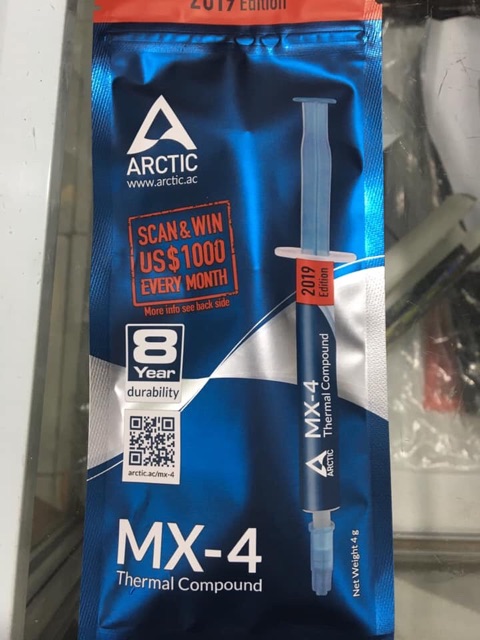 2019 Edition
ARCTIC
www.arctic.ac
SCAN & WIN
US$1000
EVERY MONTH
More info see back side
2019
Edition
8
Year
durability
arctic.ac/mx-4
MX-4
Thermal Compound
ARCTIC
MX-4
Thermal Compound
Net Weight 4 g